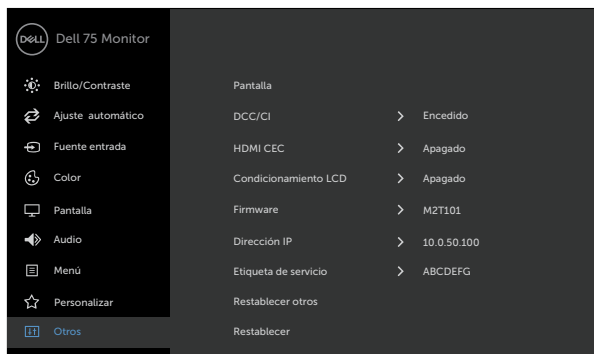 DELL
Dell 75 Monitor
Brillo/Contraste
Pantalla
Ajuste automático
DCC/CI
Encedido
Fuente entrada
HDMI CEC
Apagado
Color
Condicionamiento LCD
Apagado
Pantalla
Firmware
M2T101
Audio
Dirección IP
10.0.50.100
Menú
Etiqueta de servicio
ABCDEFG
Personalizar
Restablecer otros
Otros
Restablecer